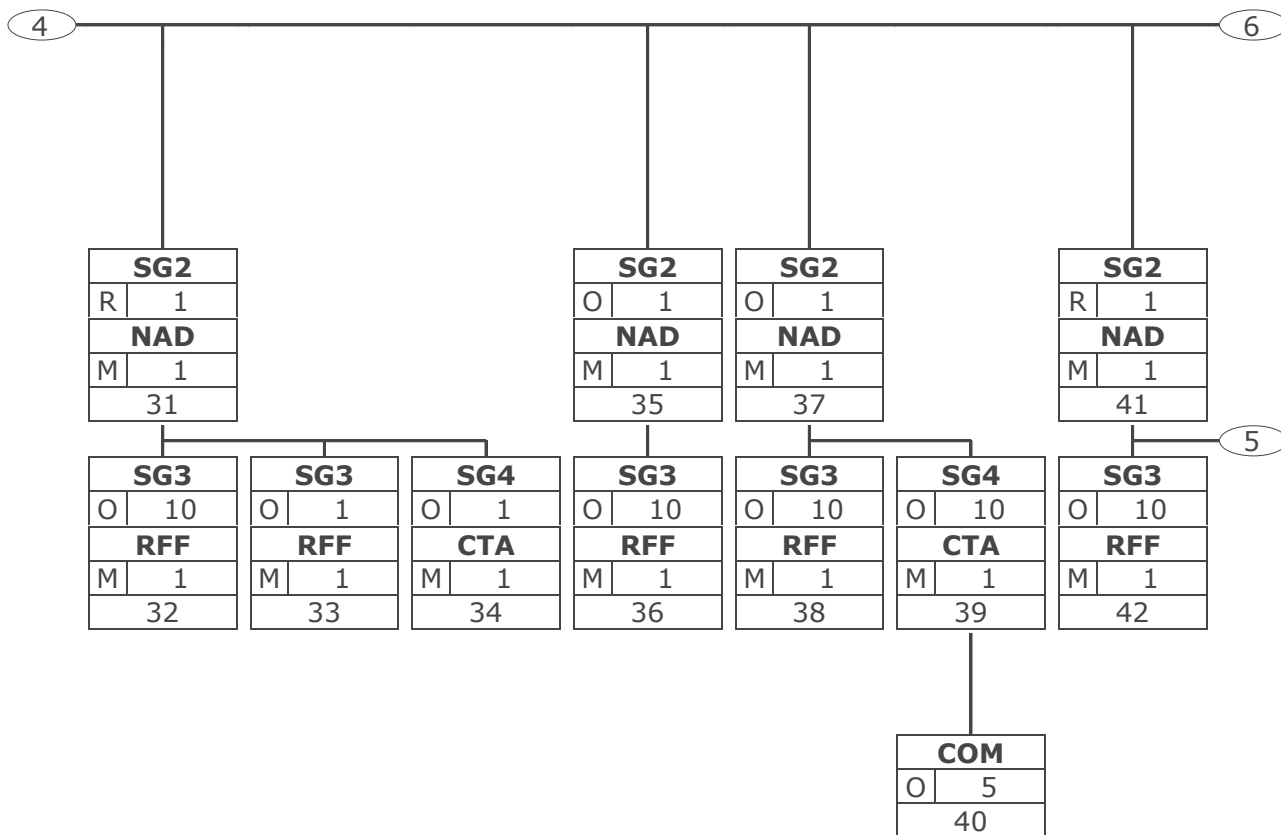 4 6
SG2 SG2 SG2 SG2
R 1 O 1 O 1 R 1
NAD NAD NAD NAD
M 1 M 1 M 1 M 1
31 35 37 41
5
SG3 SG3 SG4 SG3 SG3 SG4 SG3
O 10 O 1 O 1 O 10 O 10 O 10 O 10
RFF RFF CTA RFF RFF CTA RFF
M 1 M 1 M 1 M 1 M 1 M 1 M 1
32 33 34 36 38 39 42
COM
O 5
40